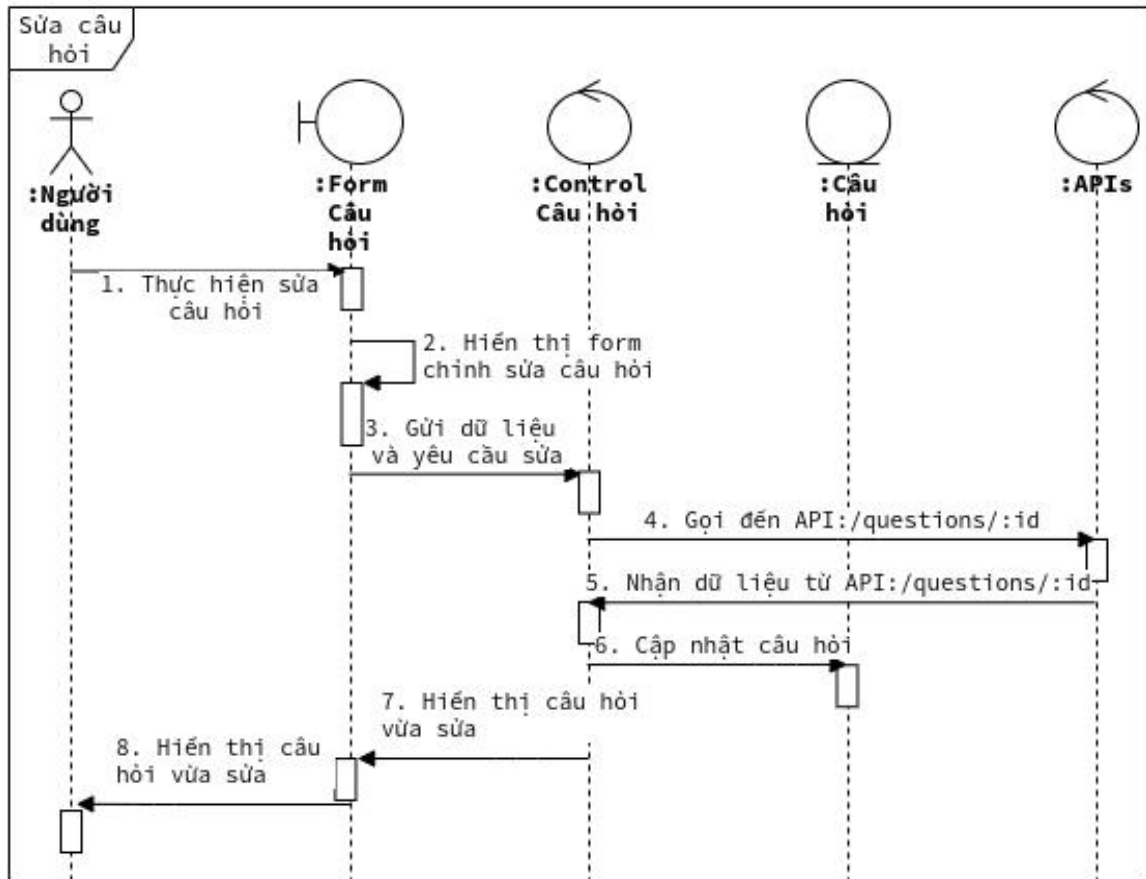 Sửa câu
hỏi
:Người
dùng
:Form
Câu
hỏi
:Control
Câu hỏi
:Câu
hỏi
:APIs
1. Thực hiện sửa
câu hỏi
2. Hiển thị form
chỉnh sửa câu hỏi
3. Gửi dữ liệu
và yêu cầu sửa
4. Gọi đến API:/questions/:id
5. Nhận dữ liệu từ API:/questions/:id
6. Cập nhật câu hỏi
7. Hiển thị câu hỏi
vừa sửa
8. Hiển thị câu
hỏi vừa sửa